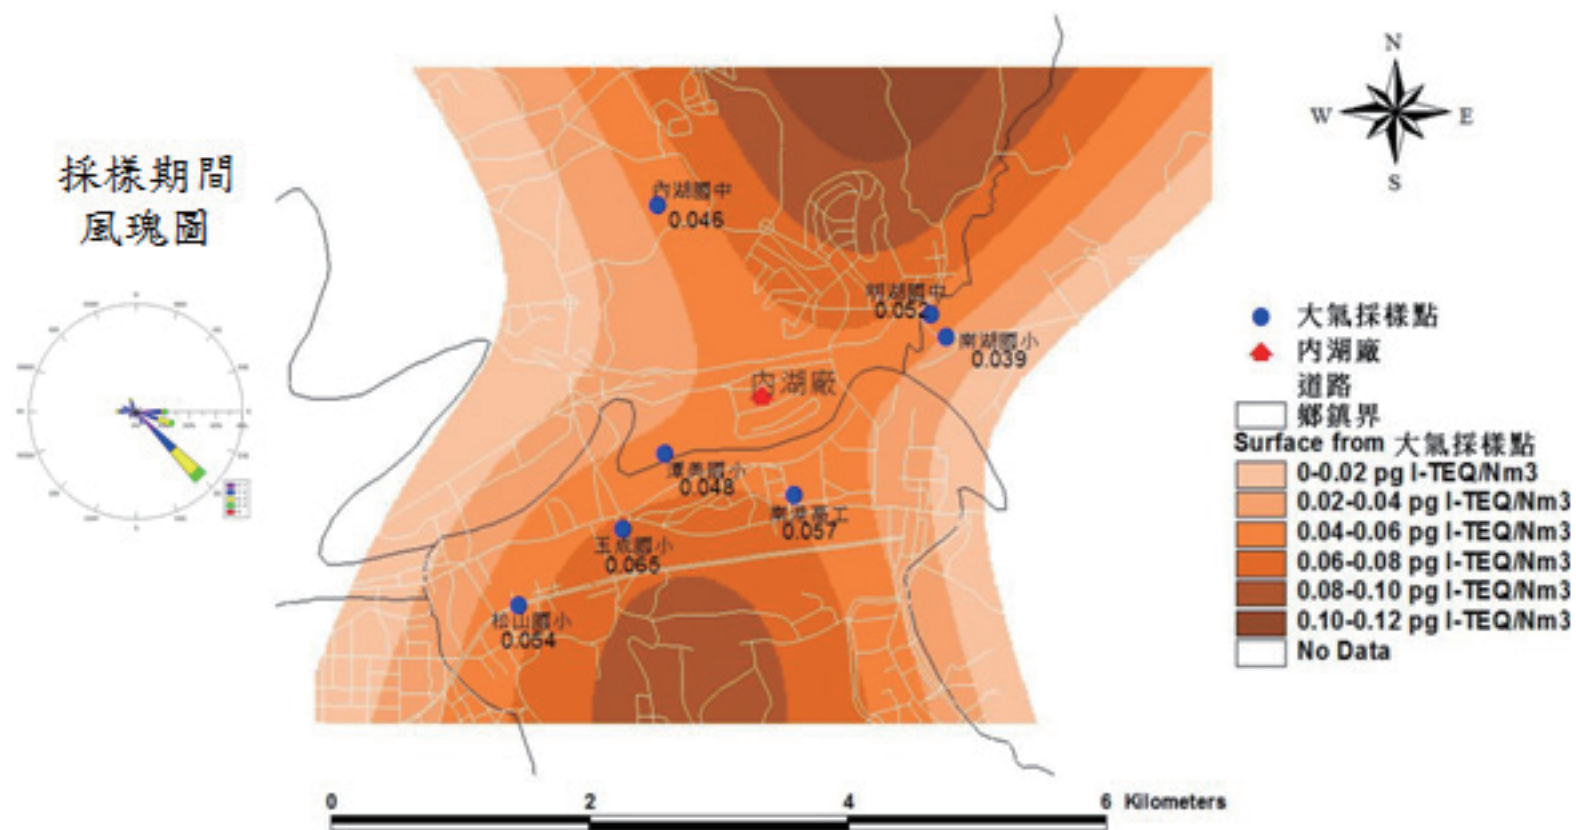 採樣期間
風瑰圖
N
W
E
S
內湖國中
0.046
明湖國中
0.052
南湖國小
0.039
內湖廠
潭美國小
0.048
南港高工
0.057
玉成國小
0.065
松山國小
0.054
大氣採樣點
內湖廠
道路
鄉鎮界
Surface from 大氣採樣點
0-0.02 pg I-TEQ/Nm3
0.02-0.04 pg I-TEQ/Nm3
0.04-0.06 pg I-TEQ/Nm3
0.06-0.08 pg I-TEQ/Nm3
0.08-0.10 pg I-TEQ/Nm3
0.10-0.12 pg I-TEQ/Nm3
No Data
0 2 4 6 Kilometers